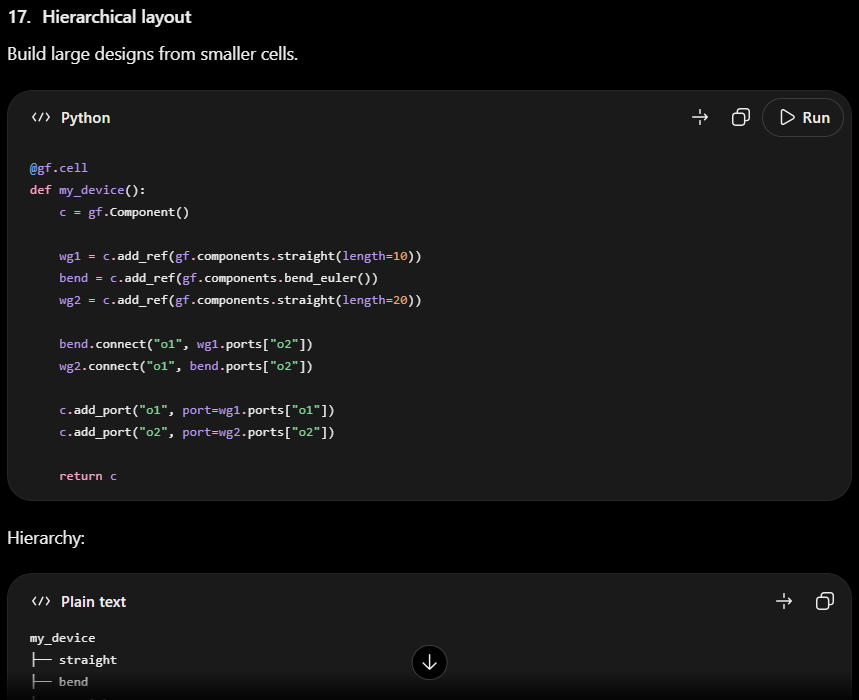 17. Hierarchical layout
Build large designs from smaller cells.
</> Python
Run
@gf.cell
def my_device():
    c = gf.Component()
    wg1 = c.add_ref(gf.components.straight(length=10))
    bend = c.add_ref(gf.components.bend_euler())
    wg2 = c.add_ref(gf.components.straight(length=20))
    bend.connect("o1", wg1.ports["o2"])
    wg2.connect("o1", bend.ports["o2"])
    c.add_port("o1", port=wg1.ports["o1"])
    c.add_port("o2", port=wg2.ports["o2"])
    return c
Hierarchy:
</> Plain text
my_device
├── straight
├── bend